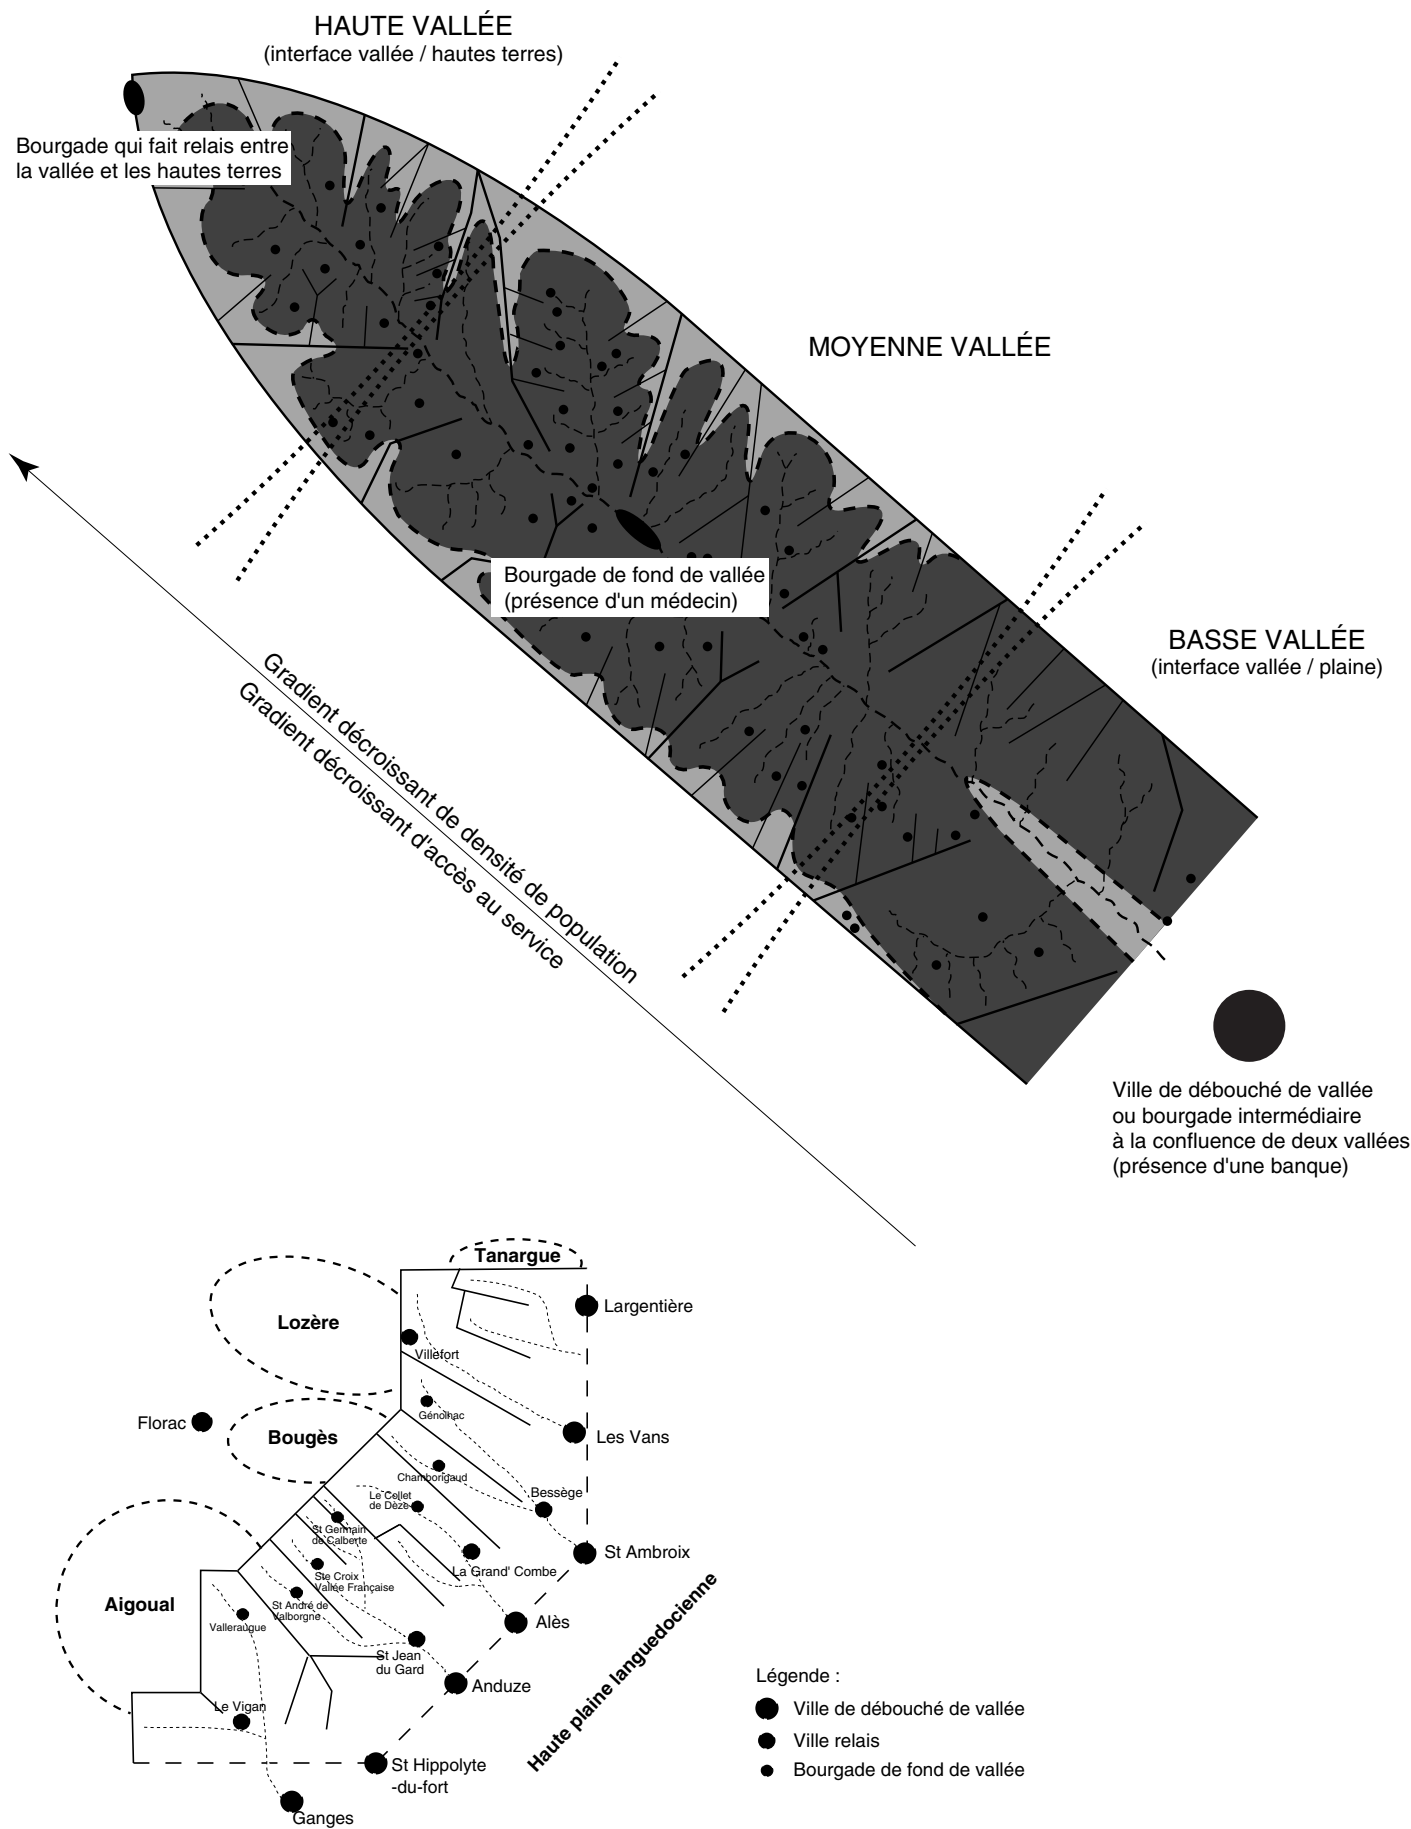 HAUTE VALLÉE
(interface vallée / hautes terres)
Bourgade qui fait relais entre
la vallée et les hautes terres
MOYENNE VALLÉE
Bourgade de fond de vallée
(présence d'un médecin)
BASSE VALLÉE
(interface vallée / plaine)
Gradient décroissant de densité de population
Gradient décroissant d'accès au service
Ville de débouché de vallée
ou bourgade intermédiaire
à la confluence de deux vallées
(présence d'une banque)
Tanargue
Largentière
Lozère
Villefort
Florac
Génolhac
Bougès
Les Vans
Chamborigaud
Le Collet
de Dèze
Bessège
St Germain
de Calberte
St Ambroix
La Grand' Combe
Ste Croix
Vallée Française
Aigoual
St André de
Valborgne
Valleraugue
Alès
St Jean
du Gard
Anduze
Le Vigan
Haute plaine languedocienne
St Hippolyte
-du-fort
Ganges
Légende :
Ville de débouché de vallée
Ville relais
Bourgade de fond de vallée